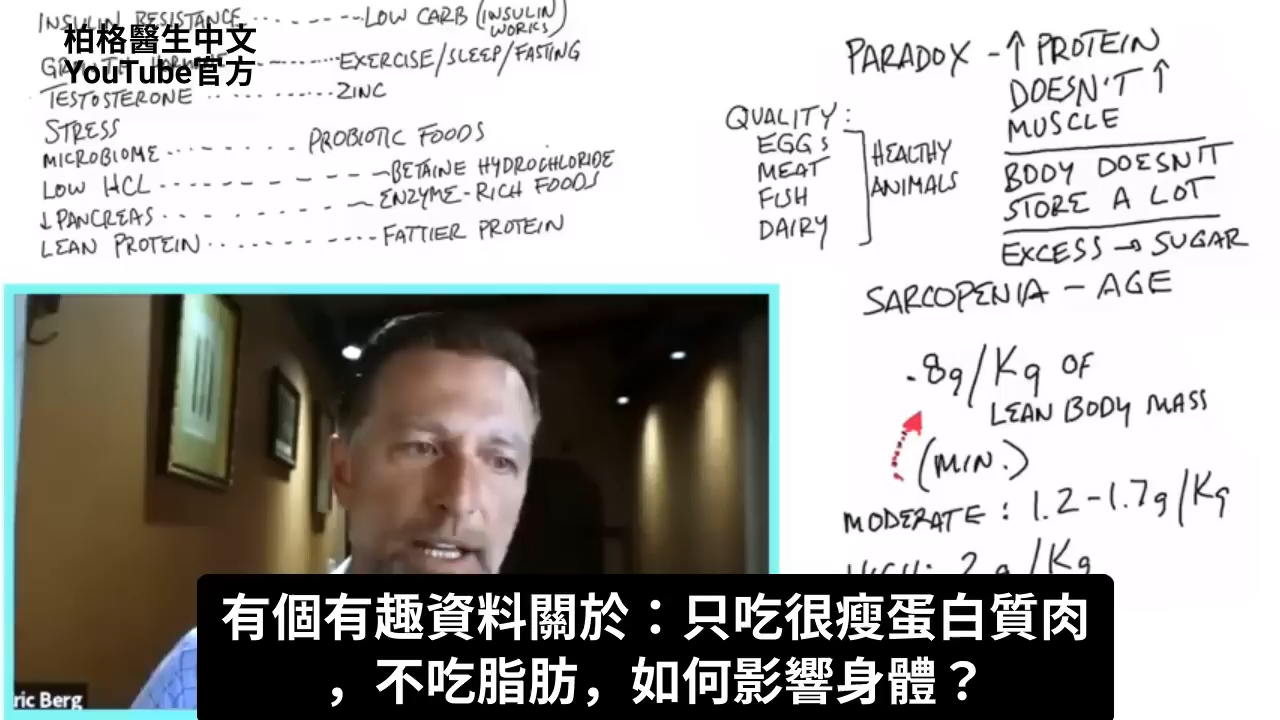 INSULIN RESISTANCE - - - - - LOW CARB (INSULIN WORKS)
柏格醫生中文
YouTube官方
EXERCISE/SLEEP/FASTING
TESTOSTERONE - - - - - - ZINC
STRESS
MICROBIOME - - - - - - PROBIOTIC FOODS
LOW HCL - - - - - - BETAINE HYDROCHLORIDE
ENZYME-RICH FOODS
↓PANCREAS - - - - - -
LEAN PROTEIN - - - - - - FATTIER PROTEIN
QUALITY:
EGGS
MEAT
FISH
DAIRY
HEALTHY
ANIMALS
PARADOX - ↑ PROTEIN
DOESN'T ↑
MUSCLE
BODY DOESN'T
STORE A LOT
EXCESS → SUGAR
SARCOPENIA - AGE
.8g/Kg OF
LEAN BODY MASS
(MIN.)
MODERATE : 1.2-1.7g/Kg
ric Berg
有個有趣資料關於：只吃很瘦蛋白質肉
，不吃脂肪，如何影響身體？